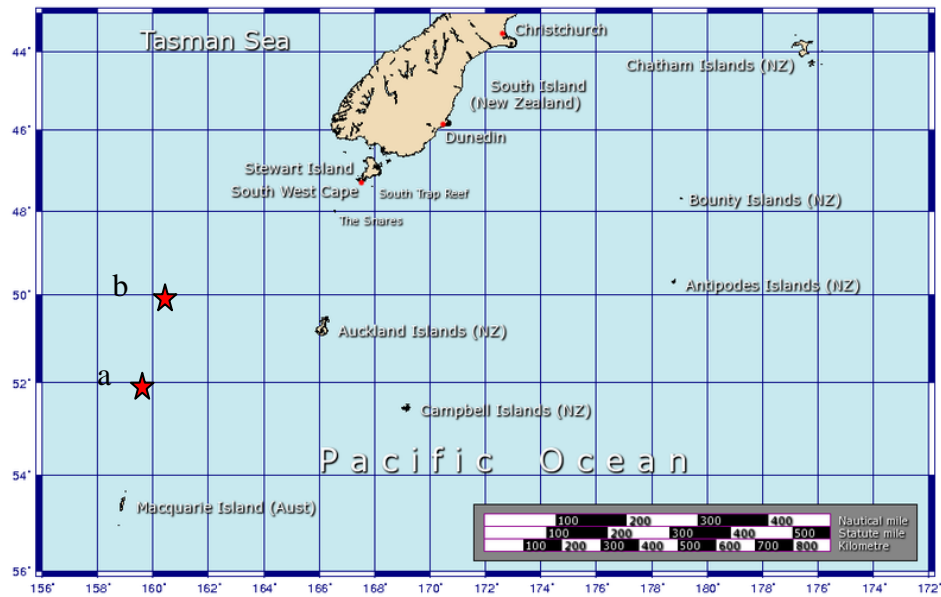 Tasman Sea
Christchurch
44°
Chatham Islands (NZ)
South Island
(New Zealand)
46°
Dunedin
Stewart Island
South West Cape
South Trap Reef
Bounty Islands (NZ)
48°
The Snares
b
50°
Antipodes Islands (NZ)
Auckland Islands (NZ)
a
52°
Campbell Islands (NZ)
Pacific Ocean
54°
Macquarie Island (Aust)
100 200 300 400 Nautical mile
100 200 300 400 500 Statute mile
100 200 300 400 500 600 700 800 Kilometre
56°
156° 158° 160° 162° 164° 166° 168° 170° 172° 174° 176° 178° 180° 178° 176° 174° 172.2